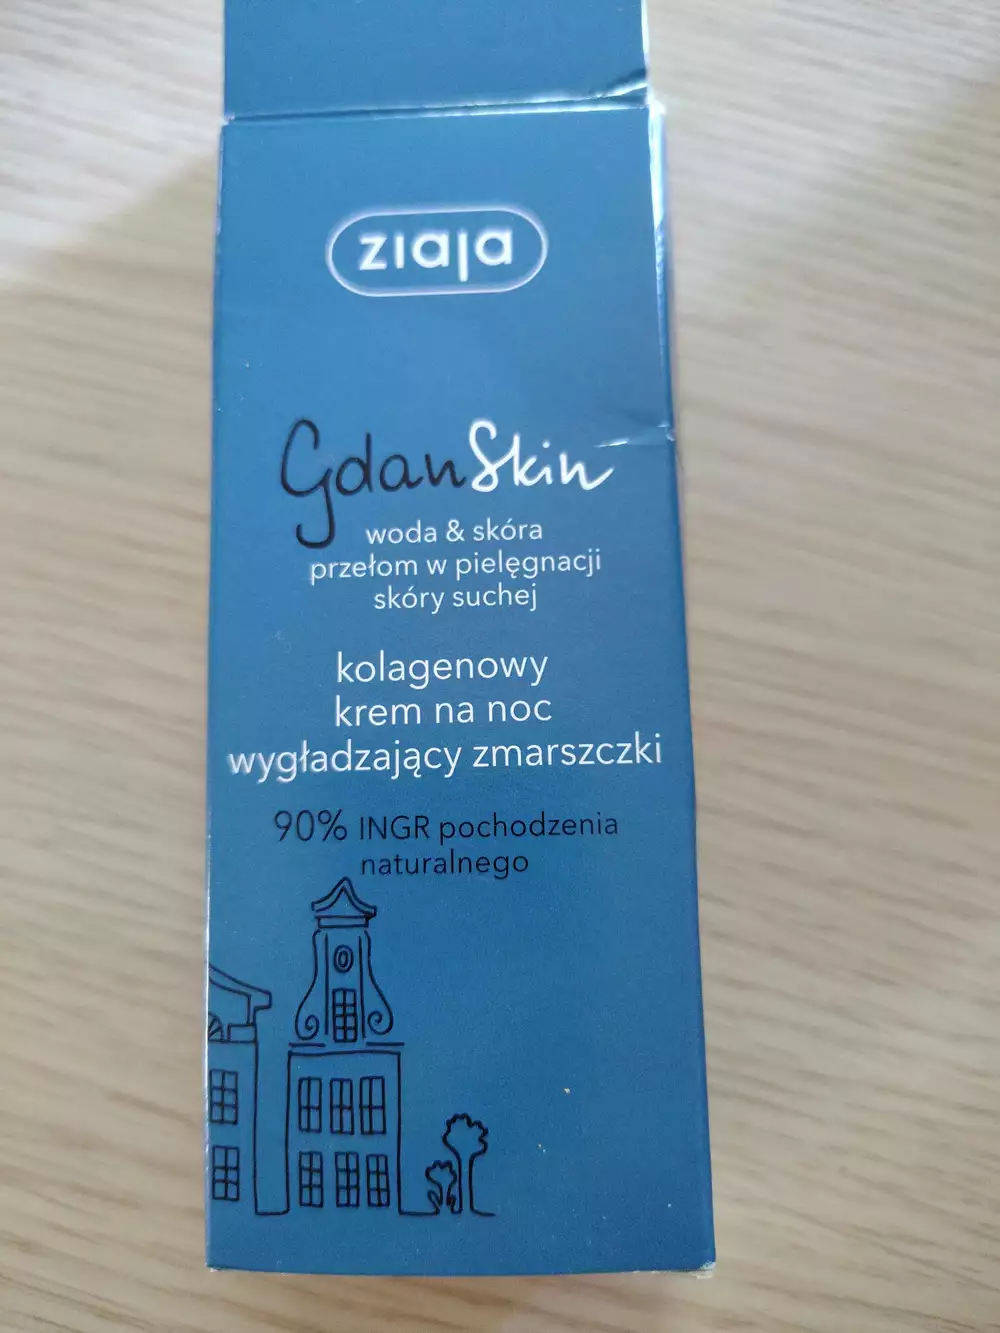 ziaja
GdanSkin
woda & skóra
przełom w pielęgnacji
skóry suchej
kolagenowy
krem na noc
wygładzający zmarszczki
90% INGR pochodzenia
naturalnego